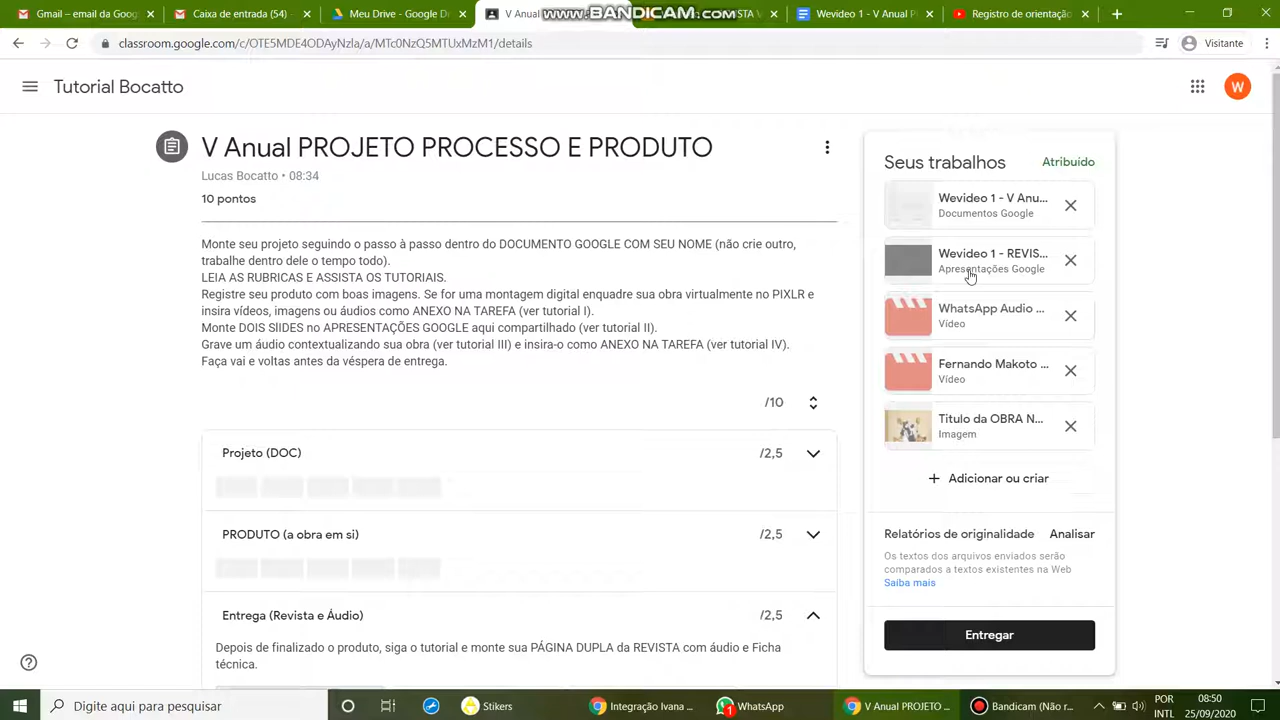 Gmail: Email da Google
Caixa de entrada (54)
Meu Drive - Google D
V Anual
www.BANDICAM.com
Wevideo 1 - V Anual P
Registro de orientação
classroom.google.com/c/OTE5MDE4ODAyNzla/a/MTc0NzQ5MTUxMzM1/details
Visitante
Tutorial Bocatto
W
V Anual PROJETO PROCESSO E PRODUTO
Lucas Bocatto • 08:34
10 pontos
Monte seu projeto seguindo o passo à passo dentro do DOCUMENTO GOOGLE COM SEU NOME (não crie outro,
trabalhe dentro dele o tempo todo).
LEIA AS RUBRICAS E ASSISTA OS TUTORIAIS.
Registre seu produto com boas imagens. Se for uma montagem digital enquadre sua obra virtualmente no PIXLR e
insira vídeos, imagens ou áudios como ANEXO NA TAREFA (ver tutorial I).
Monte DOIS SIIDES no APRESENTAÇÕES GOOGLE aqui compartilhado (ver tutorial II).
Grave um áudio contextualizando sua obra (ver tutorial III) e insira-o como ANEXO NA TAREFA (ver tutorial IV).
Faça vai e voltas antes da véspera de entrega.
/10
Projeto (DOC) /2,5
PRODUTO (a obra em si) /2,5
Entrega (Revista e Áudio) /2,5
Depois de finalizado o produto, siga o tutorial e monte sua PÁGINA DUPLA da REVISTA com áudio e Ficha
técnica.
Seus trabalhos Atribuído
Wevideo 1 - V Anu...
Documentos Google
Wevideo 1 - REVIS...
Apresentações Google
WhatsApp Audio ...
Vídeo
Fernando Makoto ...
Vídeo
Titulo da OBRA N...
Imagem
+ Adicionar ou criar
Relatórios de originalidade Analisar
Os textos dos arquivos enviados serão
comparados a textos existentes na Web
Saiba mais
Entregar
Digite aqui para pesquisar
Stikers
Integração Ivana ...
1
WhatsApp
V Anual PROJETO ...
Bandicam (Não r...
POR
INTL
08:50
25/09/2020